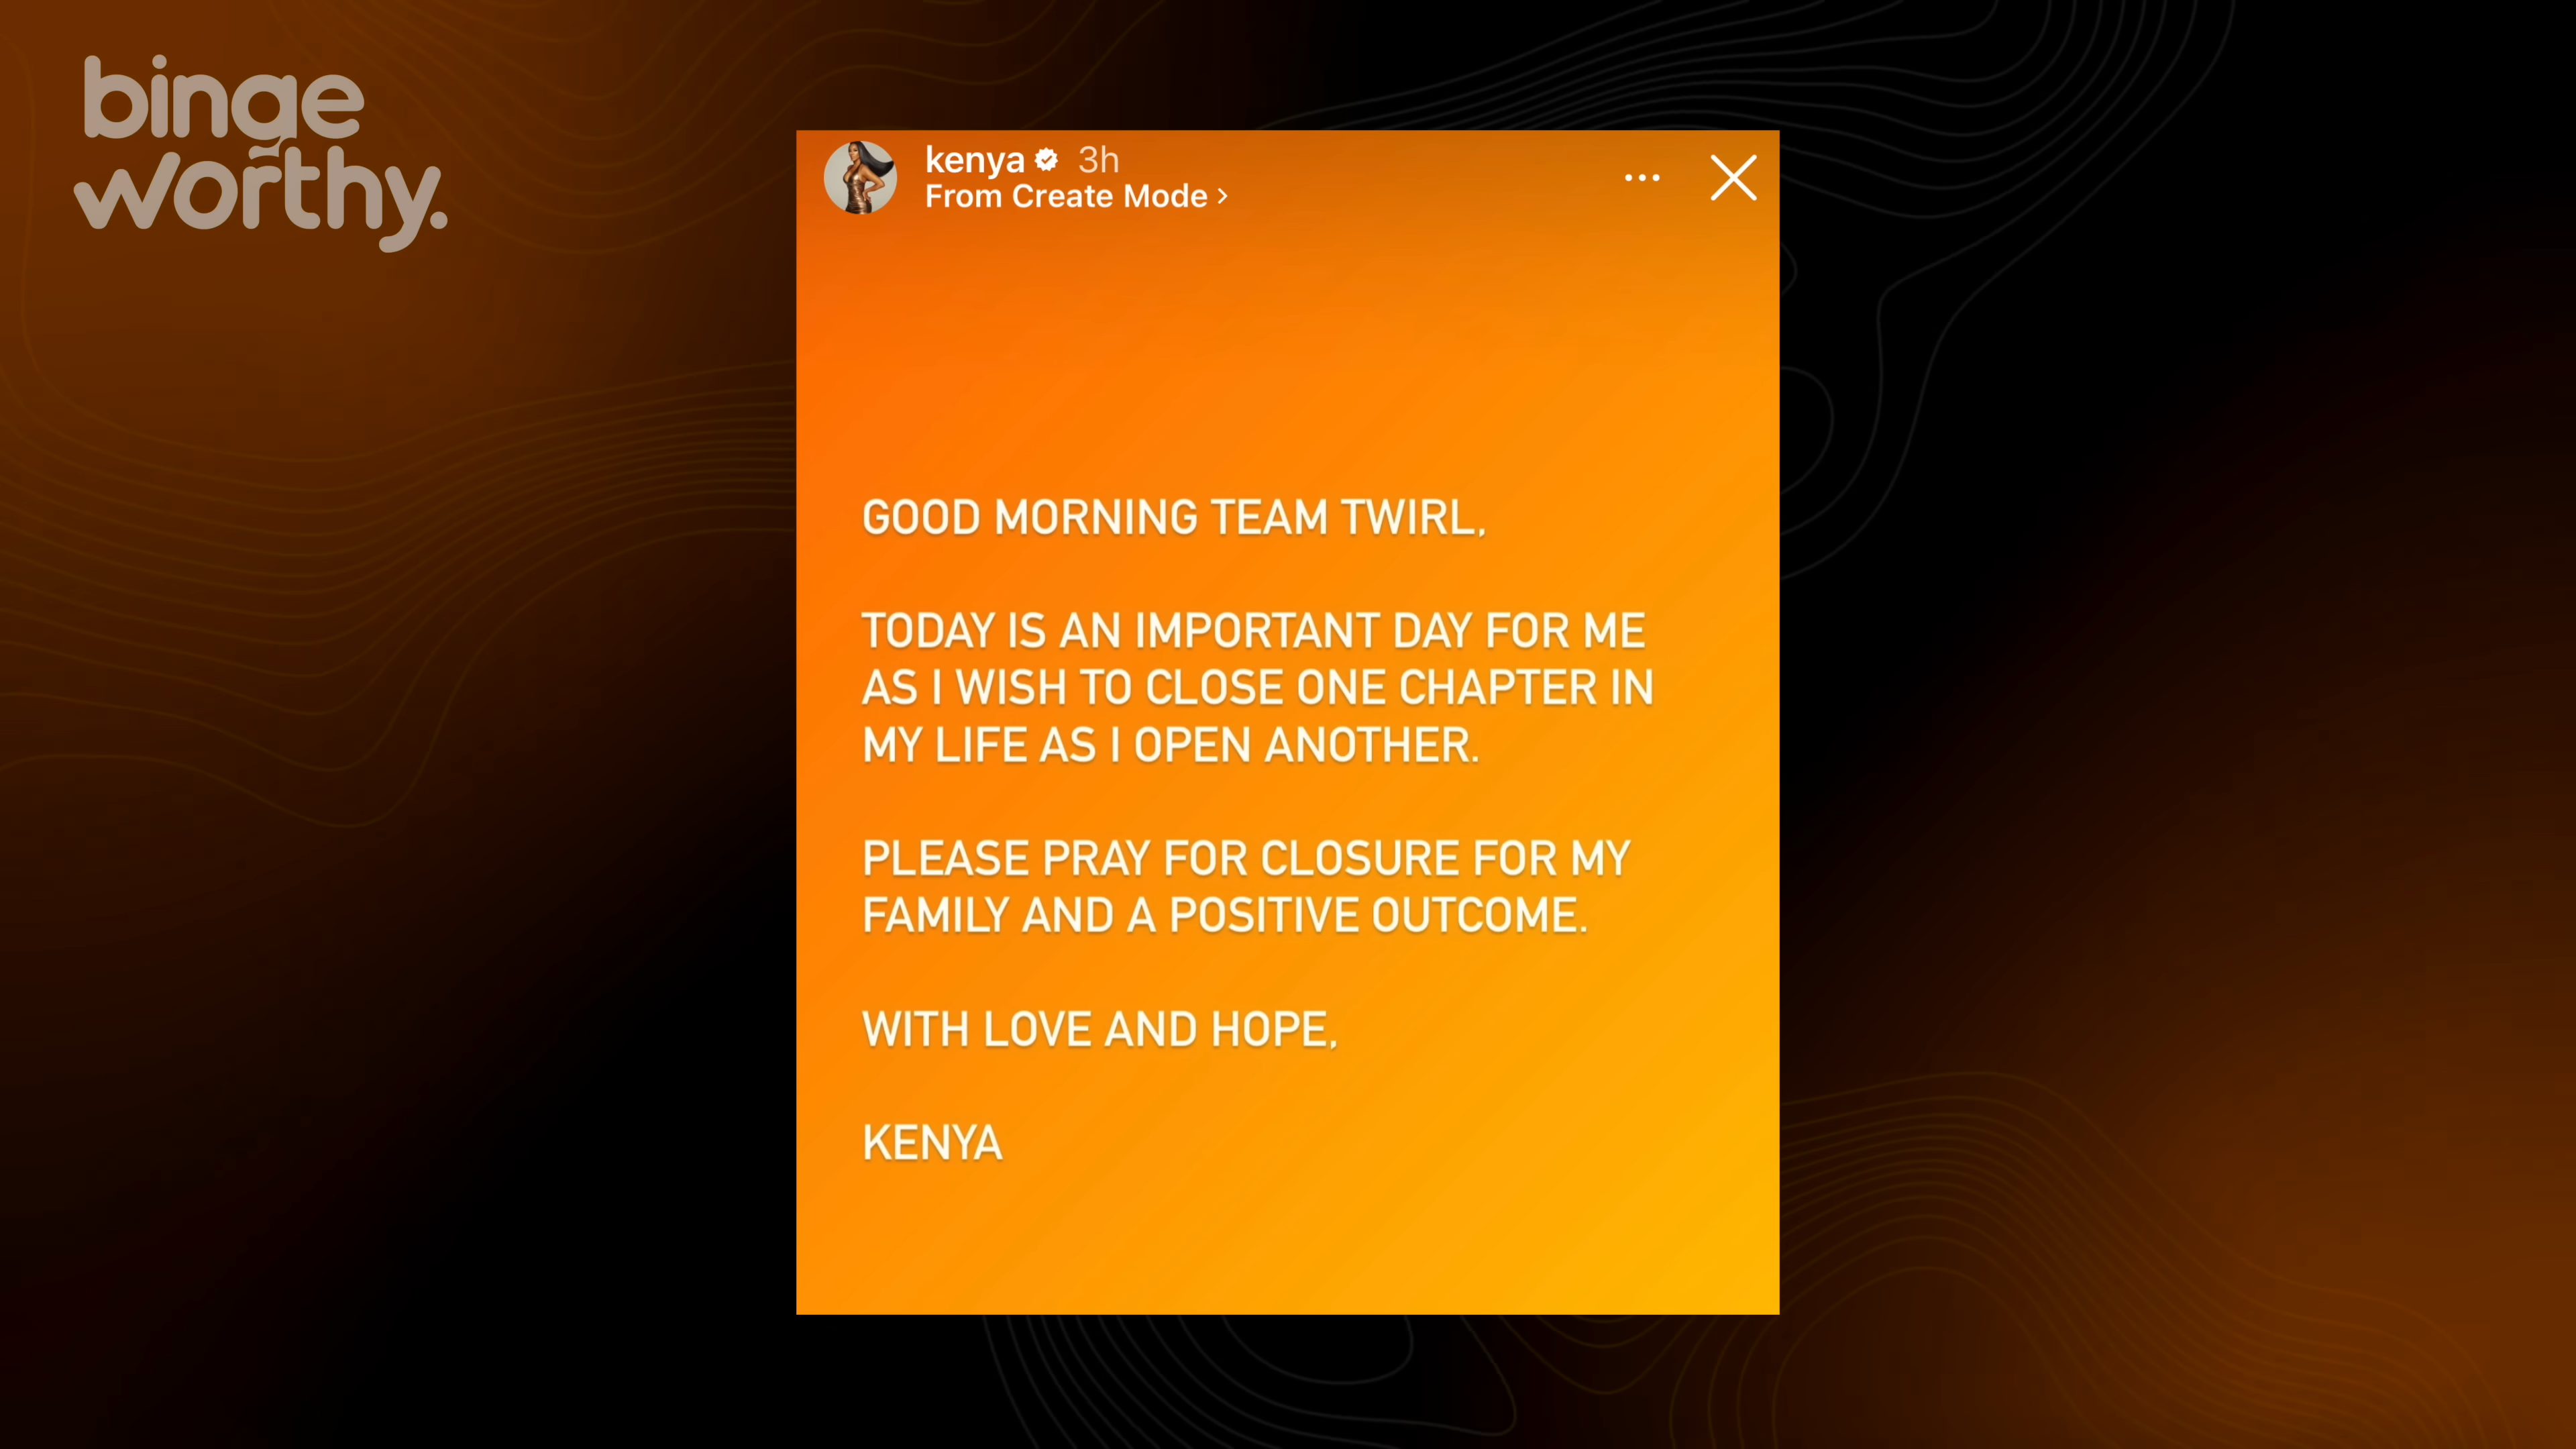 binge
worthy.
kenya 3h
From Create Mode >
GOOD MORNING TEAM TWIRL,
TODAY IS AN IMPORTANT DAY FOR ME
AS I WISH TO CLOSE ONE CHAPTER IN
MY LIFE AS I OPEN ANOTHER.
PLEASE PRAY FOR CLOSURE FOR MY
FAMILY AND A POSITIVE OUTCOME.
WITH LOVE AND HOPE,
KENYA